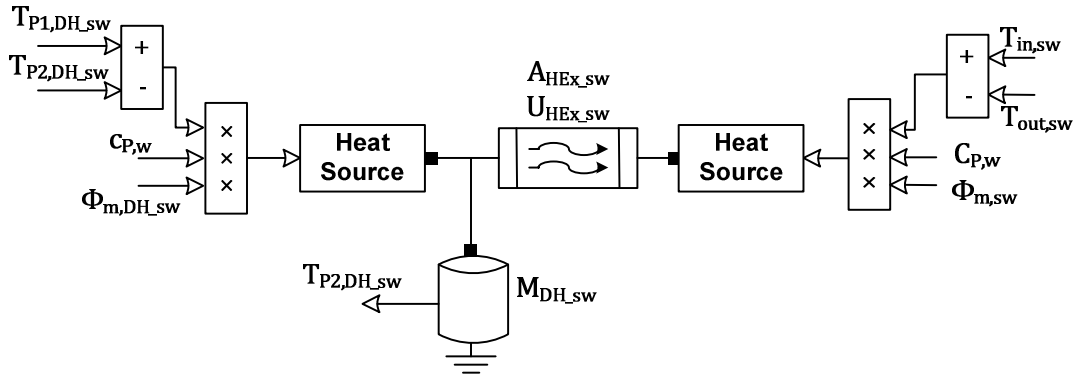 T_P1,DH_sw
T_P2,DH_sw
+
-
c_P,w
Φ_m,DH_sw
×
×
×
Heat
Source
A_HEx_sw
U_HEx_sw
Heat
Source
T_in,sw
T_out,sw
+
-
C_P,w
Φ_m,sw
×
×
×
T_P2,DH_sw
M_DH_sw